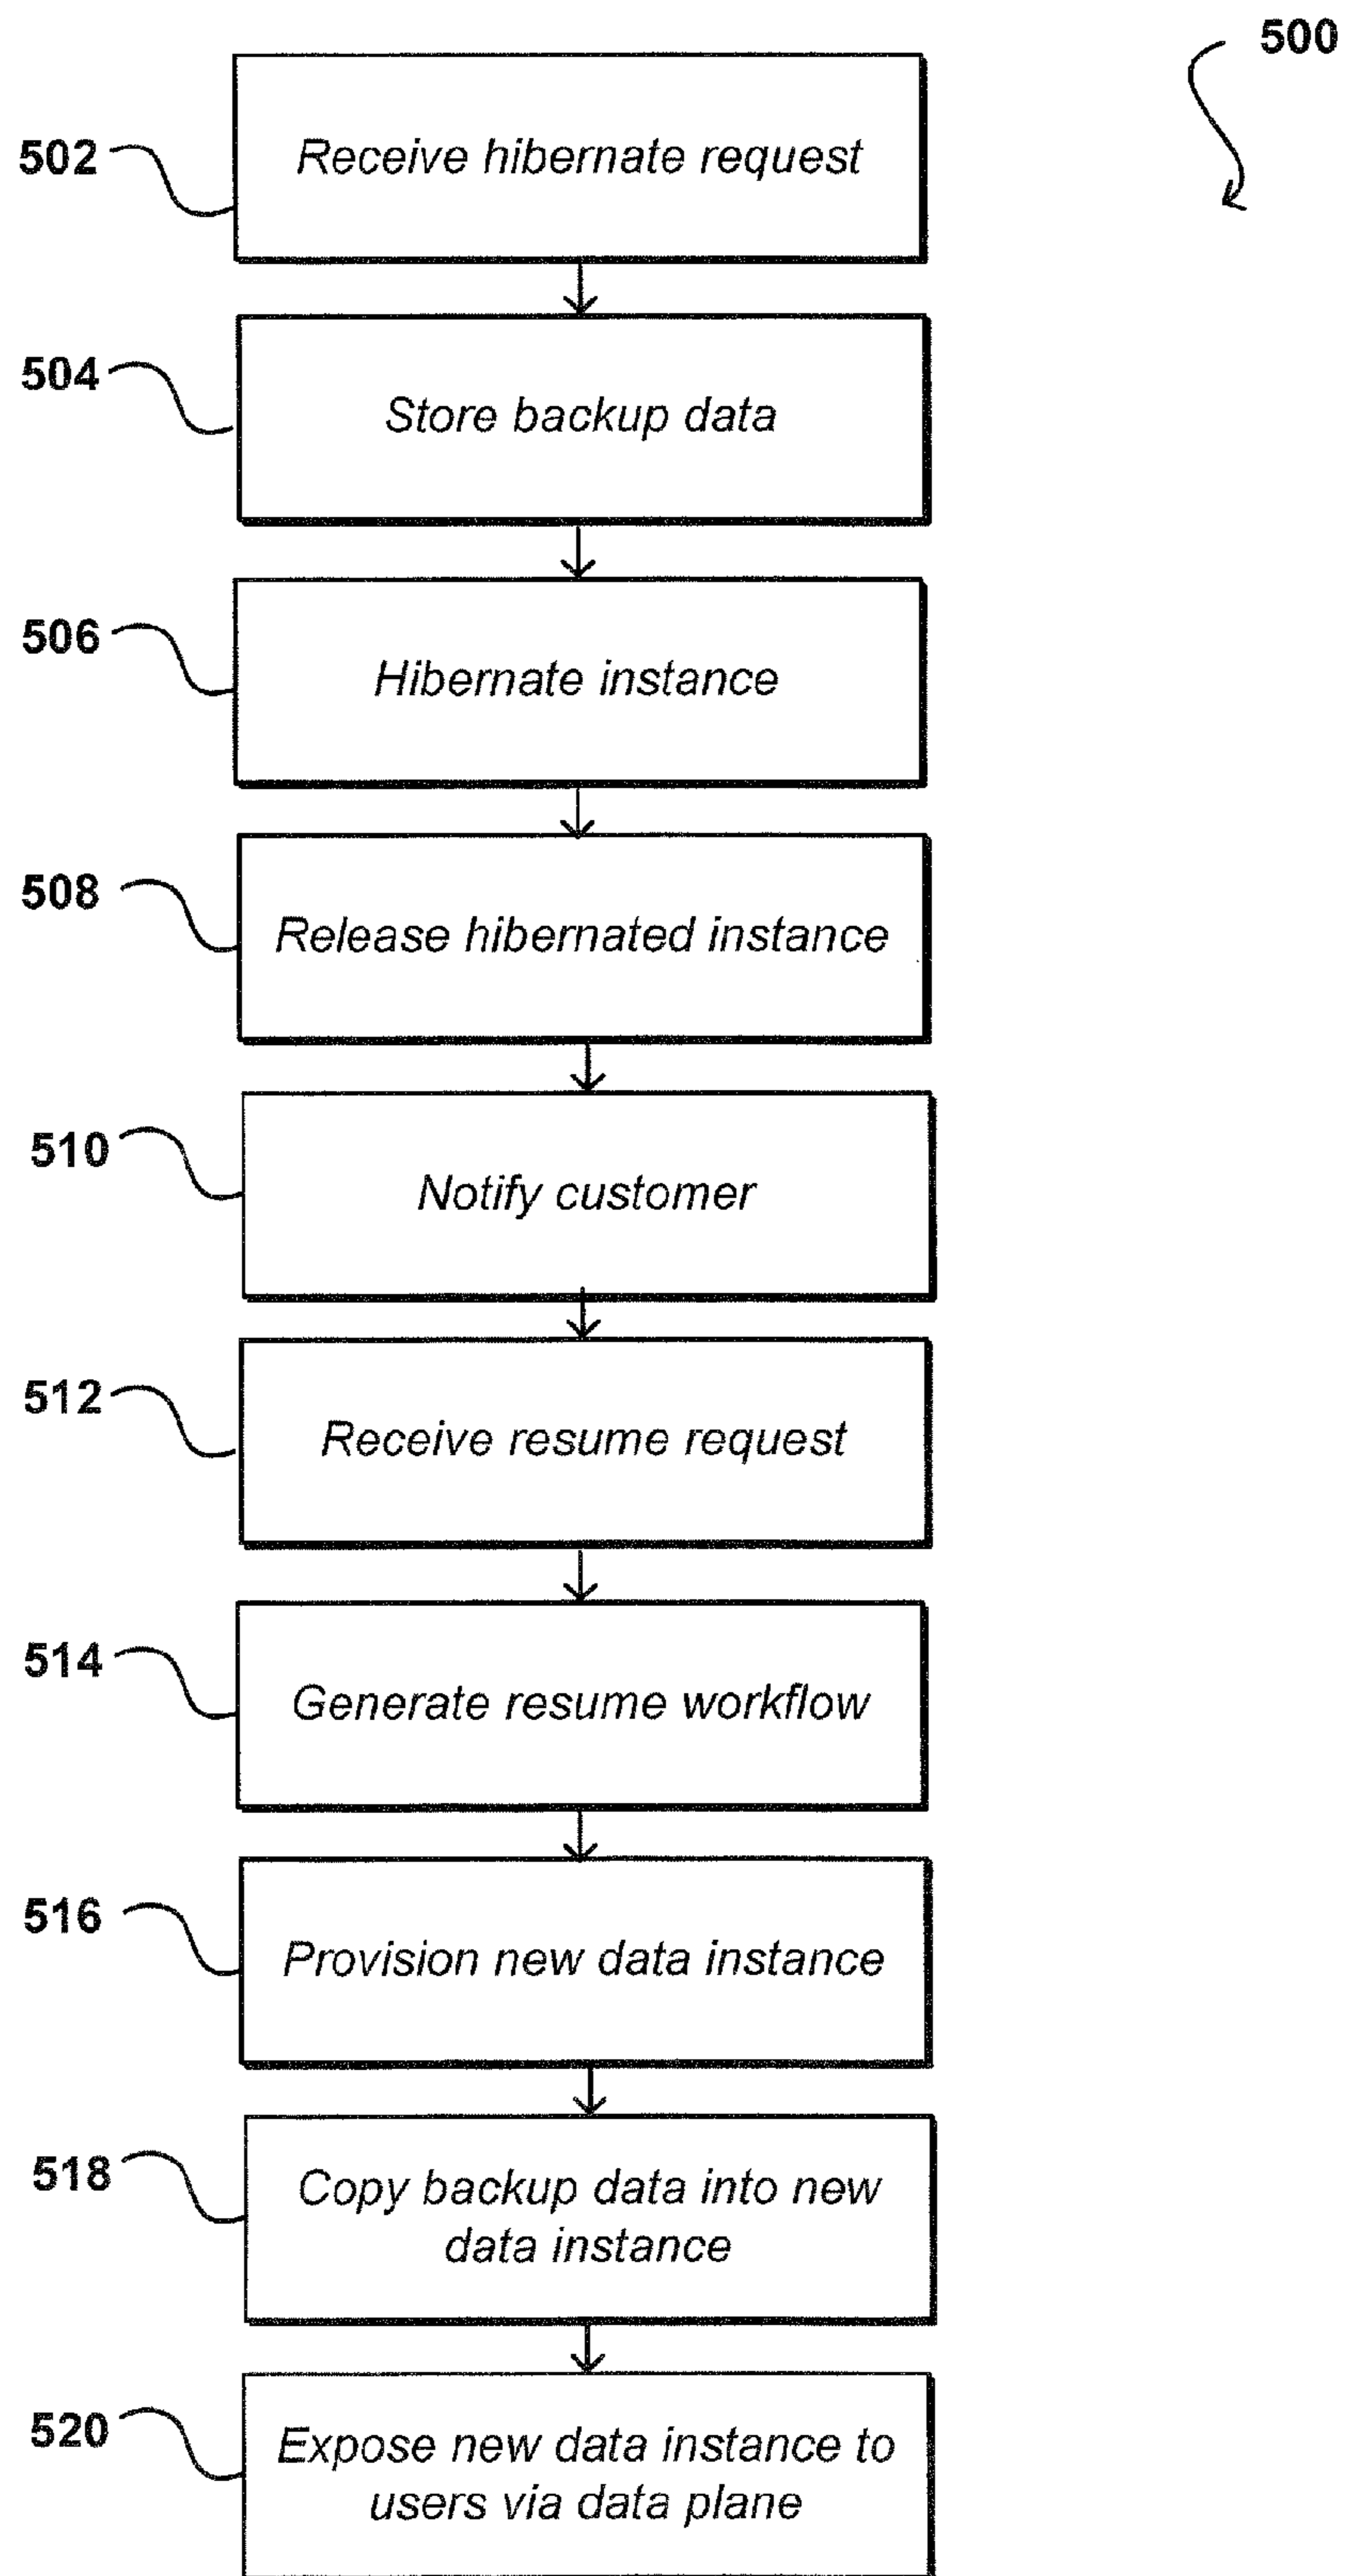 500
502
Receive hibernate request
504
Store backup data
506
Hibernate instance
508
Release hibernated instance
510
Notify customer
512
Receive resume request
514
Generate resume workflow
516
Provision new data instance
518
Copy backup data into new
data instance
520
Expose new data instance to
users via data plane